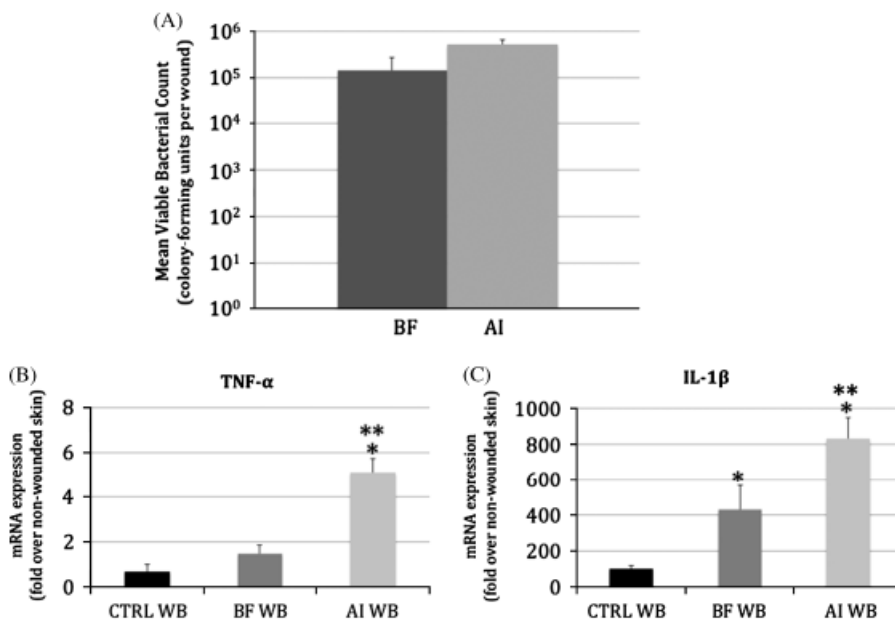 (A)
Mean Viable Bacterial Count
(colony-forming units per wound)
10⁶
10⁵
10⁴
10³
10²
10¹
10⁰
BF AI
(B)
TNF-α
mRNA expression
(fold over non-wounded skin)
8
6
4
2
0
**
*
CTRL WB BF WB AI WB
(C)
IL-1β
mRNA expression
(fold over non-wounded skin)
1000
800
600
400
200
0
*
**
*
CTRL WB BF WB AI WB